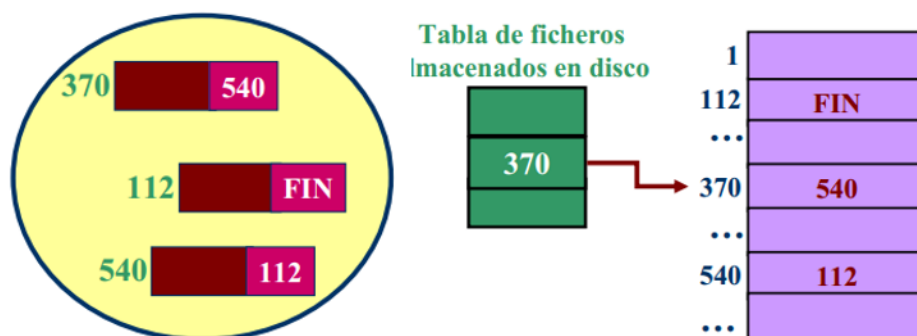 370 540
112 FIN
540 112
Tabla de ficheros
lmacenados en disco
370
1
112 FIN
...
370 540
...
540 112
...